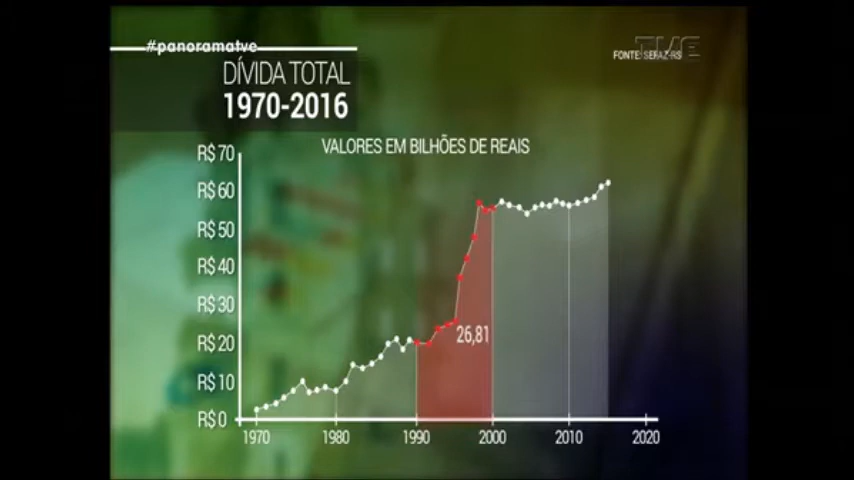 #panoramatve
FONTE: SEFAZ-RS
DÍVIDA TOTAL
1970-2016
VALORES EM BILHÕES DE REAIS
R$ 70
R$ 60
R$ 50
R$ 40
R$ 30
R$ 20
R$ 10
R$ 0
26,81
1970 1980 1990 2000 2010 2020